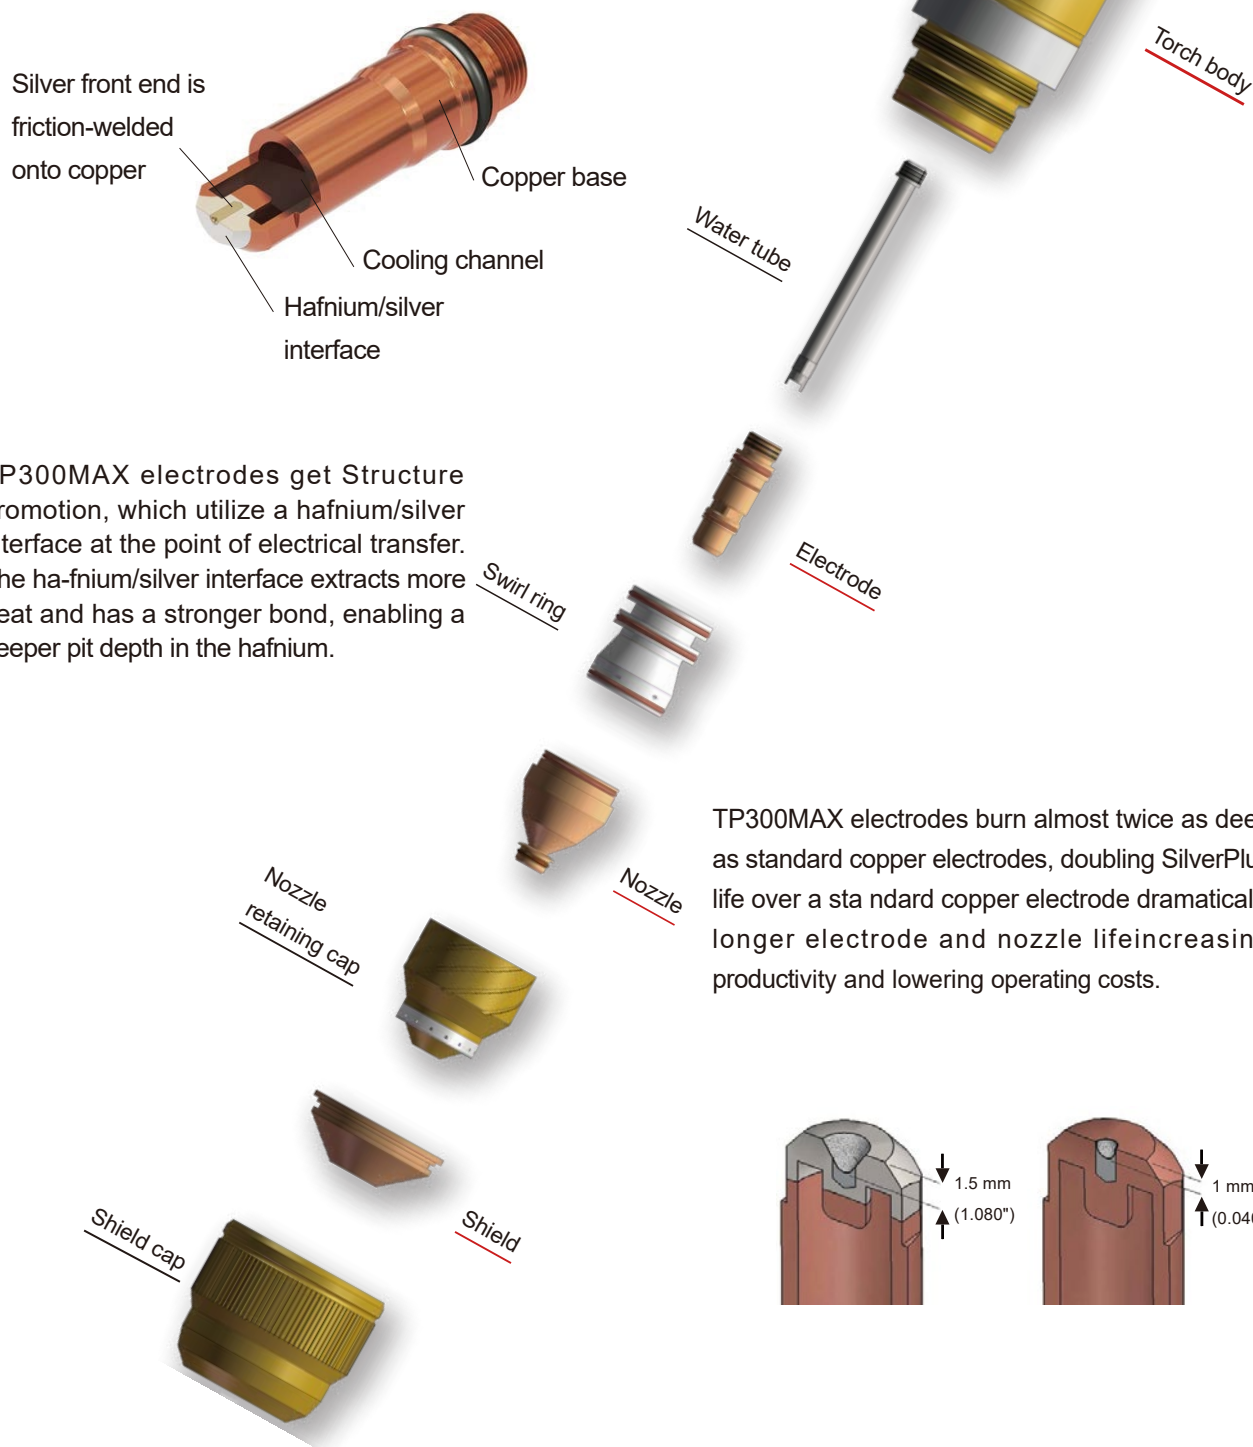 Silver front end is
friction-welded
onto copper
Copper base
Cooling channel
Hafnium/silver
interface
Torch body
Water tube
P300MAX electrodes get Structure
romotion, which utilize a hafnium/silver
terface at the point of electrical transfer.
he ha-fnium/silver interface extracts more
eat and has a stronger bond, enabling a
eeper pit depth in the hafnium.
Electrode
Swirl ring
Nozzle
TP300MAX electrodes burn almost twice as dee
as standard copper electrodes, doubling SilverPlu
life over a sta ndard copper electrode dramatical
longer electrode and nozzle lifeincreasin
productivity and lowering operating costs.
Nozzle
retaining cap
Shield
Shield cap
1.5 mm
(1.080")
1 mm
(0.04